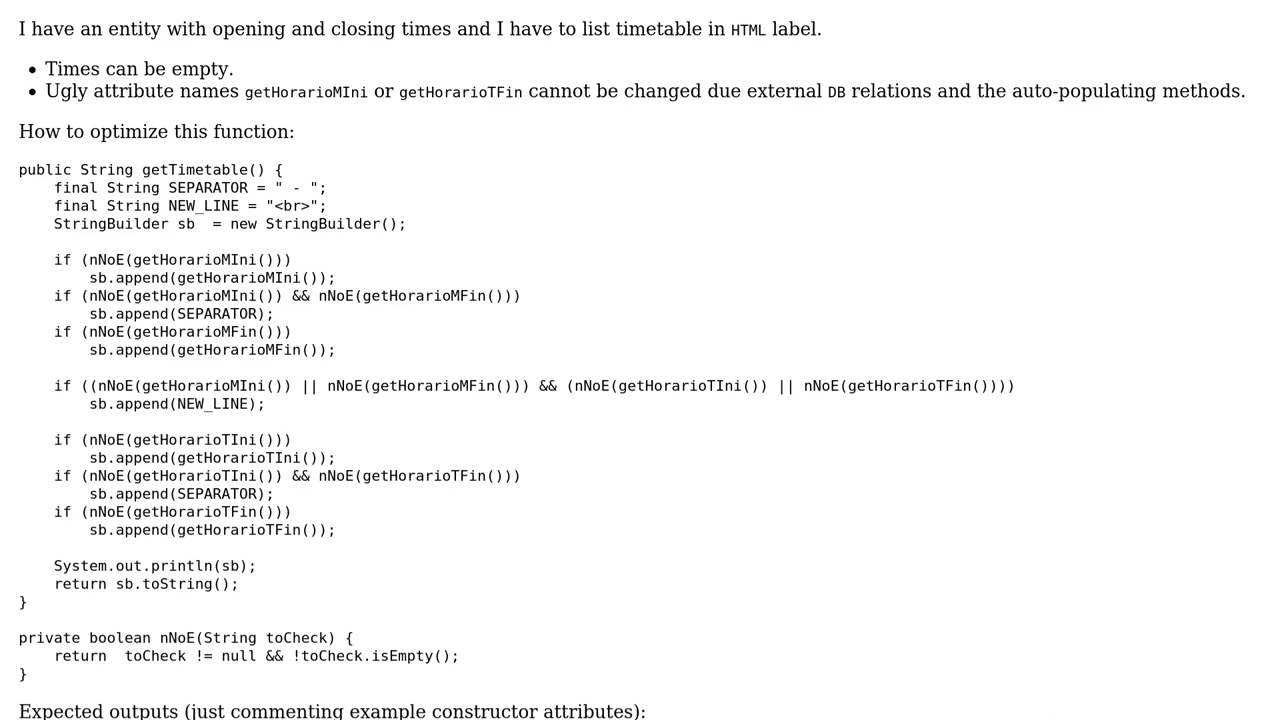 I have an entity with opening and closing times and I have to list timetable in HTML label.
• Times can be empty.
• Ugly attribute names getHorarioMIni or getHorarioTFin cannot be changed due external DB relations and the auto-populating methods.
How to optimize this function:
public String getTimetable() {
    final String SEPARATOR = " - ";
    final String NEW_LINE = "<br>";
    StringBuilder sb  = new StringBuilder();

    if (nNoE(getHorarioMIni()))
        sb.append(getHorarioMIni());
    if (nNoE(getHorarioMIni()) && nNoE(getHorarioMFin()))
        sb.append(SEPARATOR);
    if (nNoE(getHorarioMFin()))
        sb.append(getHorarioMFin());

    if ((nNoE(getHorarioMIni()) || nNoE(getHorarioMFin())) && (nNoE(getHorarioTIni()) || nNoE(getHorarioTFin())))
        sb.append(NEW_LINE);

    if (nNoE(getHorarioTIni()))
        sb.append(getHorarioTIni());
    if (nNoE(getHorarioTIni()) && nNoE(getHorarioTFin()))
        sb.append(SEPARATOR);
    if (nNoE(getHorarioTFin()))
        sb.append(getHorarioTFin());

    System.out.println(sb);
    return sb.toString();
}

private boolean nNoE(String toCheck) {
    return  toCheck != null && !toCheck.isEmpty();
}
Expected outputs (just commenting example constructor attributes):